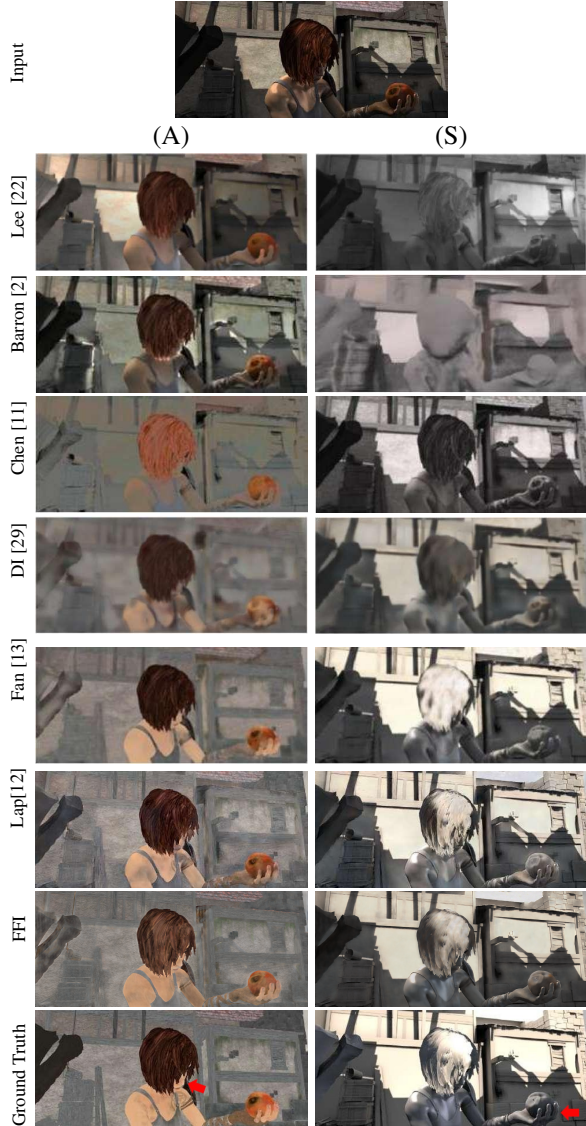 Input
(A) (S)
Lee [22]
Barron [2]
Chen [11]
DI [29]
Fan [13]
Lap[12]
FFI
Ground Truth